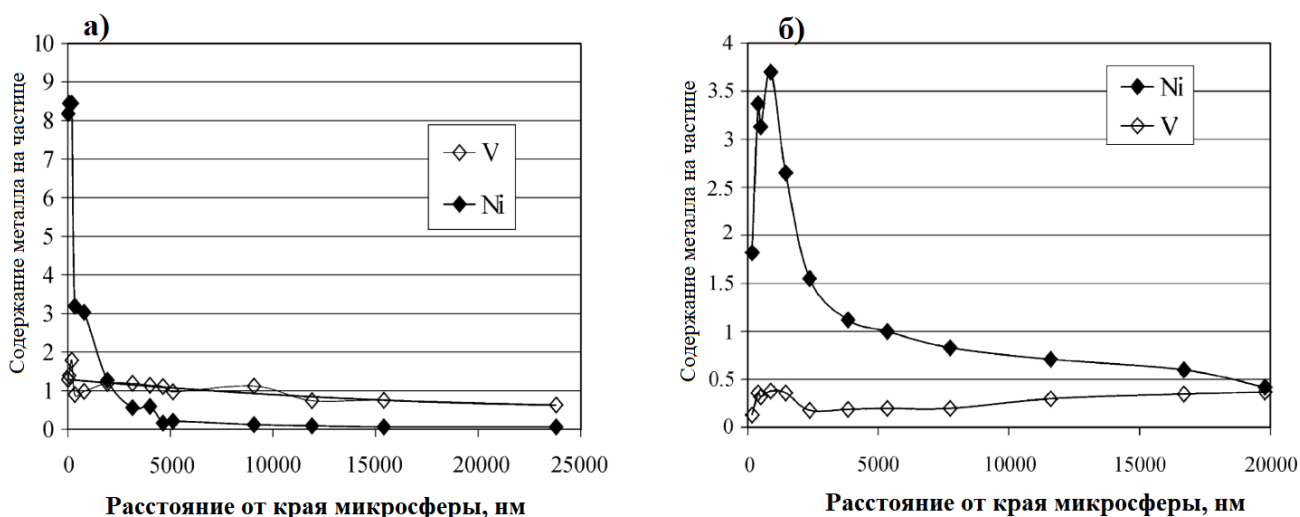 а)
Содержание металла на частице
10
9
8
7
6
5
4
3
2
1
0
V
Ni
0 5000 10000 15000 20000 25000
Расстояние от края микросферы, нм
б)
Содержание металла на частице
4
3.5
3
2.5
2
1.5
1
0.5
0
Ni
V
0 5000 10000 15000 20000
Расстояние от края микросферы, нм